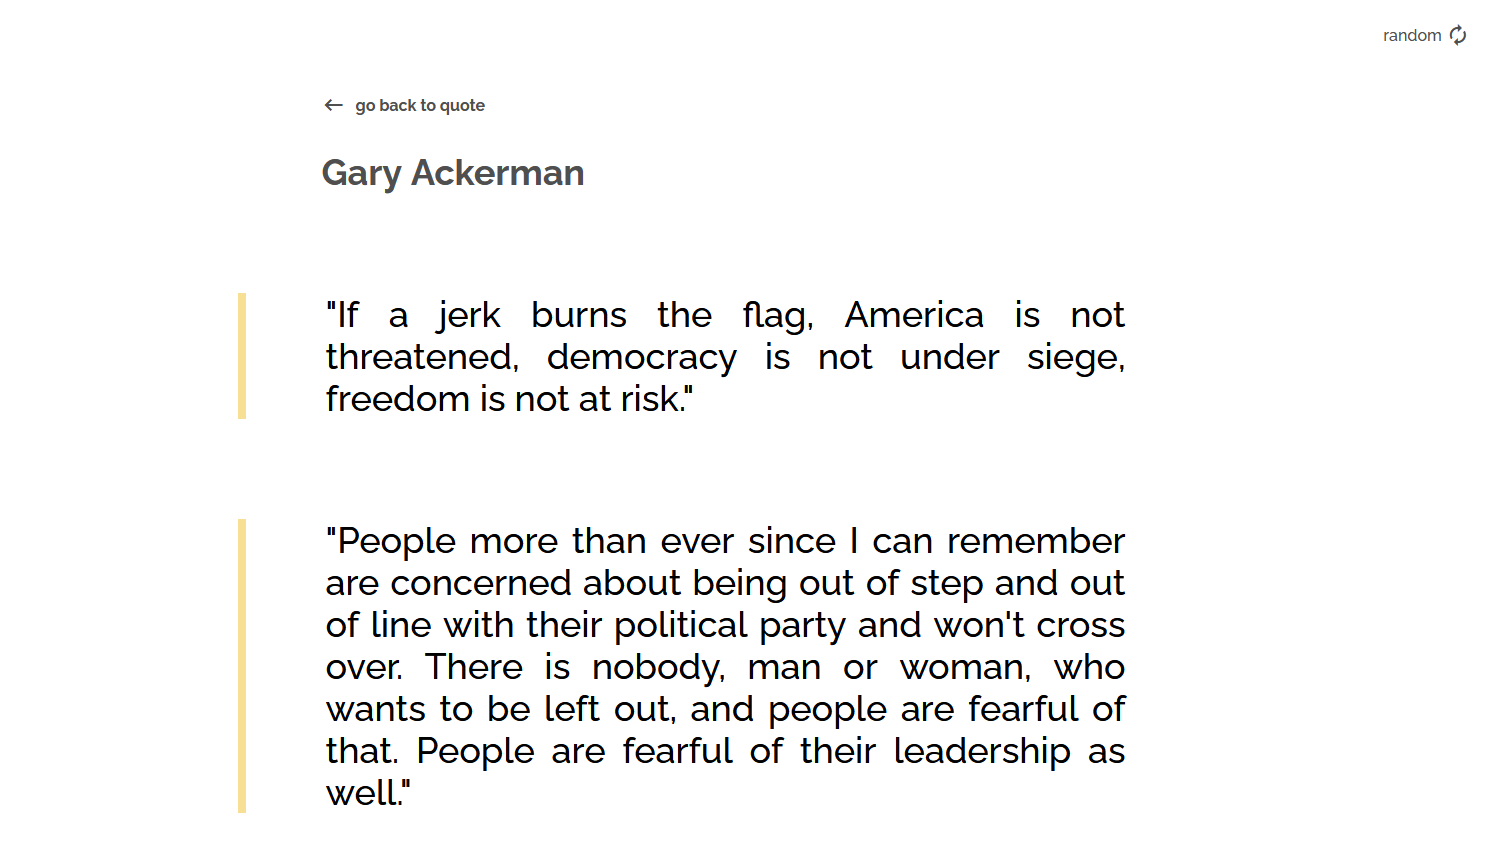 random
go back to quote
Gary Ackerman
"If a jerk burns the flag, America is not
threatened, democracy is not under siege,
freedom is not at risk."
"People more than ever since I can remember
are concerned about being out of step and out
of line with their political party and won't cross
over. There is nobody, man or woman, who
wants to be left out, and people are fearful of
that. People are fearful of their leadership as
well."